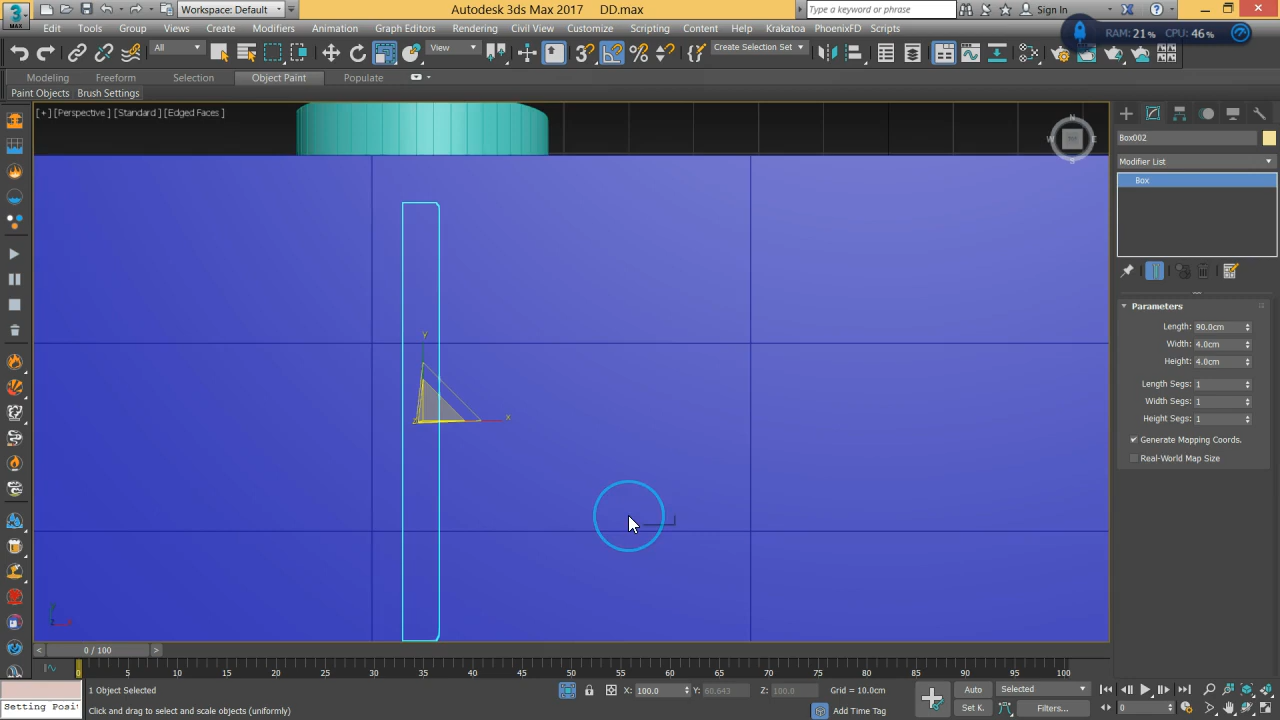 3
MAX
Workspace: Default
Autodesk 3ds Max 2017 DD.max
Type a keyword or phrase
Sign In
Edit Tools Group Views Create Modifiers Animation Graph Editors Rendering Civil View Customize Scripting Content Help Krakatoa PhoenixFD Scripts
RAM: 21% CPU: 46%
All
View
Create Selection Set
Modeling Freeform Selection Object Paint Populate
Paint Objects Brush Settings
[ + ] [Perspective ] [Standard ] [Edged Faces ]
N
W
E
S
Box002
Modifier List
Box
Parameters
Length: 90.0cm
Width: 4.0cm
Height: 4.0cm
Length Segs: 1
Width Segs: 1
Height Segs: 1
Generate Mapping Coords.
Real-World Map Size
y
x
< 0 / 100 >
0 5 10 15 20 25 30 35 40 45 50 55 60 65 70 75 80 85 90 95 100
1 Object Selected
X: 100.0 Y: 60.643 Z: 100.0 Grid = 10.0cm
Auto Selected
Setting Posi
Click and drag to select and scale objects (uniformly)
Add Time Tag
Set K. Filters... 0